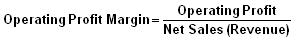 Operating Profit Margin = Operating Profit
Net Sales (Revenue)